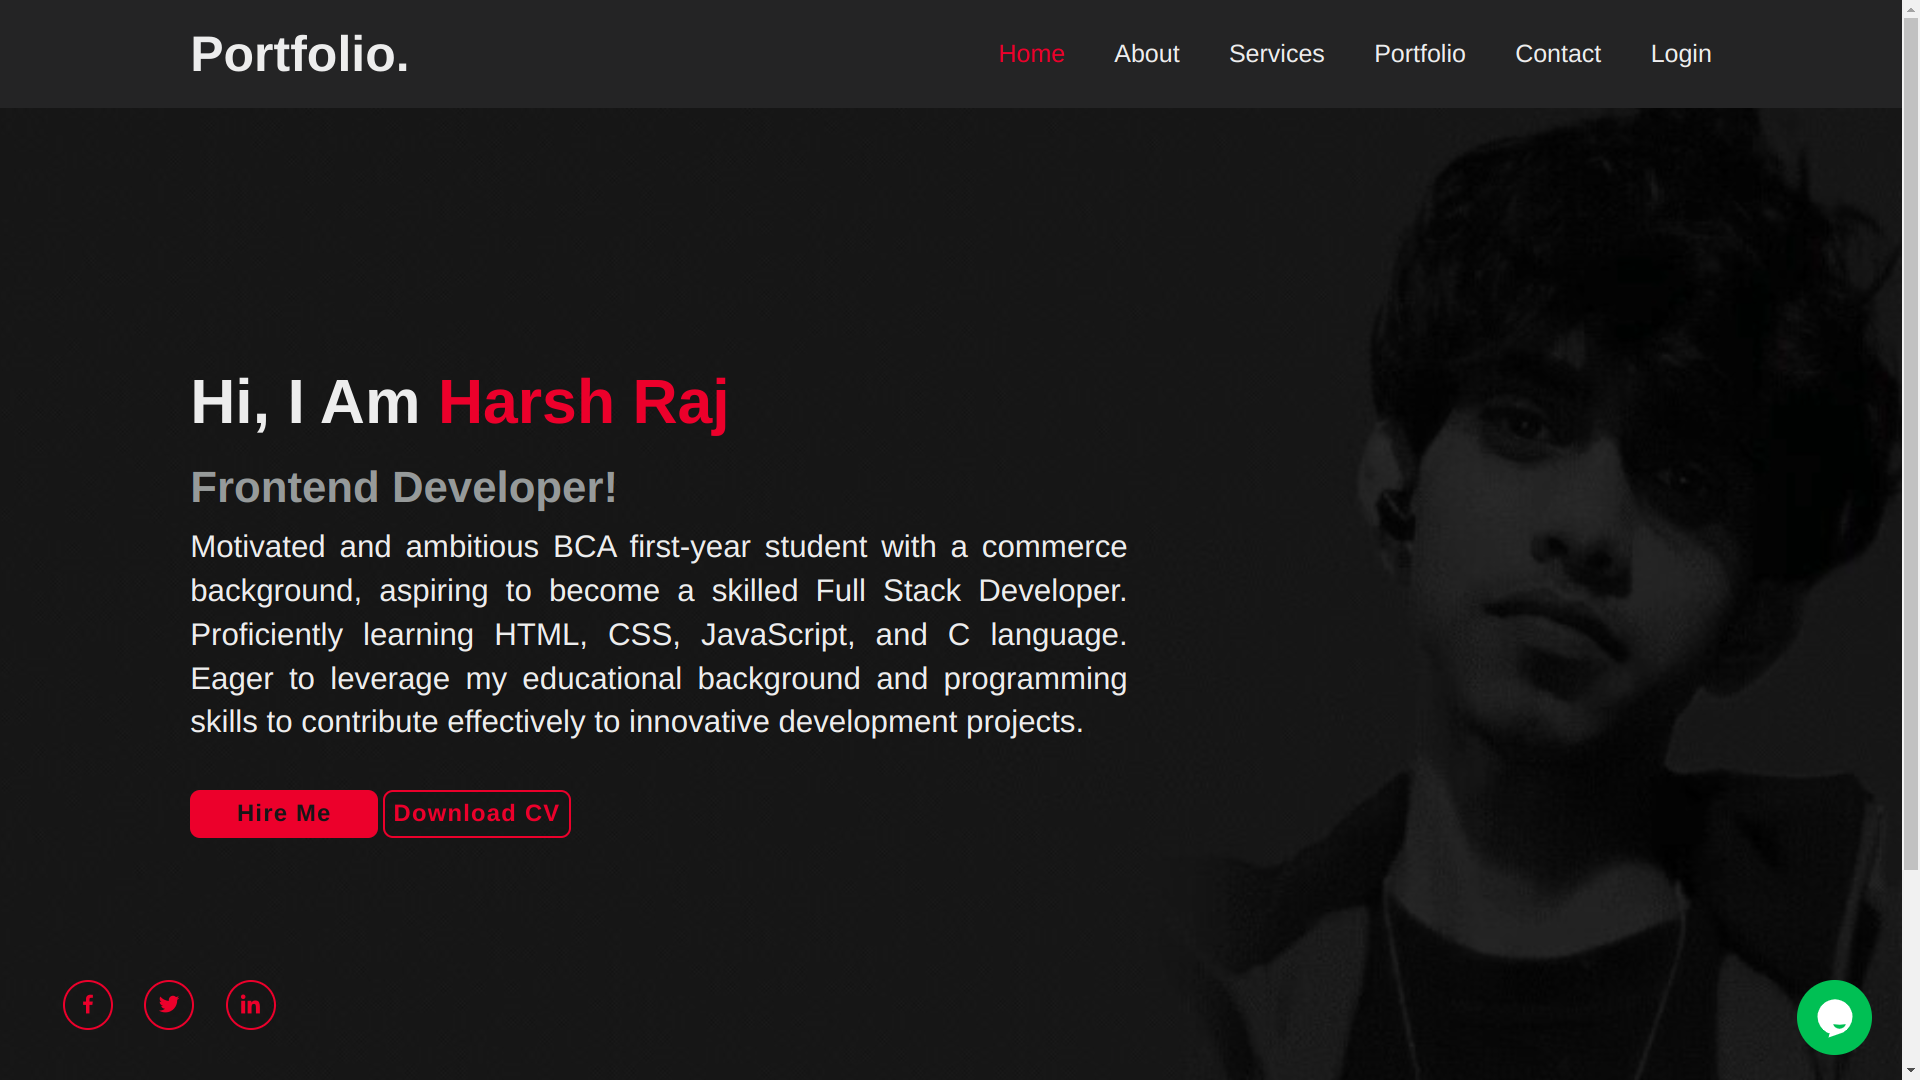 Portfolio.
Home About Services Portfolio Contact Login
Hi, I Am Harsh Raj
Frontend Developer!
Motivated and ambitious BCA first-year student with a commerce
background, aspiring to become a skilled Full Stack Developer.
Proficiently learning HTML, CSS, JavaScript, and C language.
Eager to leverage my educational background and programming
skills to contribute effectively to innovative development projects.
Hire Me Download CV